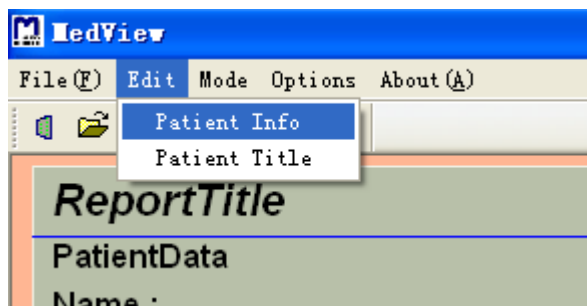 MedView
File(F) Edit Mode Options About(A)
Patient Info
Patient Title
ReportTitle
PatientData
Name :